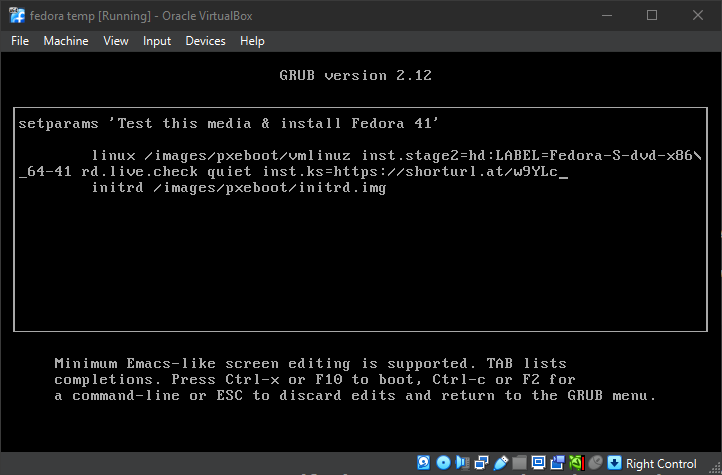 fedora temp [Running] - Oracle VirtualBox
File Machine View Input Devices Help
GRUB version 2.12
setparams 'Test this media & install Fedora 41'
linux /images/pxeboot/vmlinuz inst.stage2=hd:LABEL=Fedora-S-dvd-x86\
_64-41 rd.live.check quiet inst.ks=https://shorturl.at/w9YLc_
initrd /images/pxeboot/initrd.img
Minimum Emacs-like screen editing is supported. TAB lists
completions. Press Ctrl-x or F10 to boot, Ctrl-c or F2 for
a command-line or ESC to discard edits and return to the GRUB menu.
Right Control